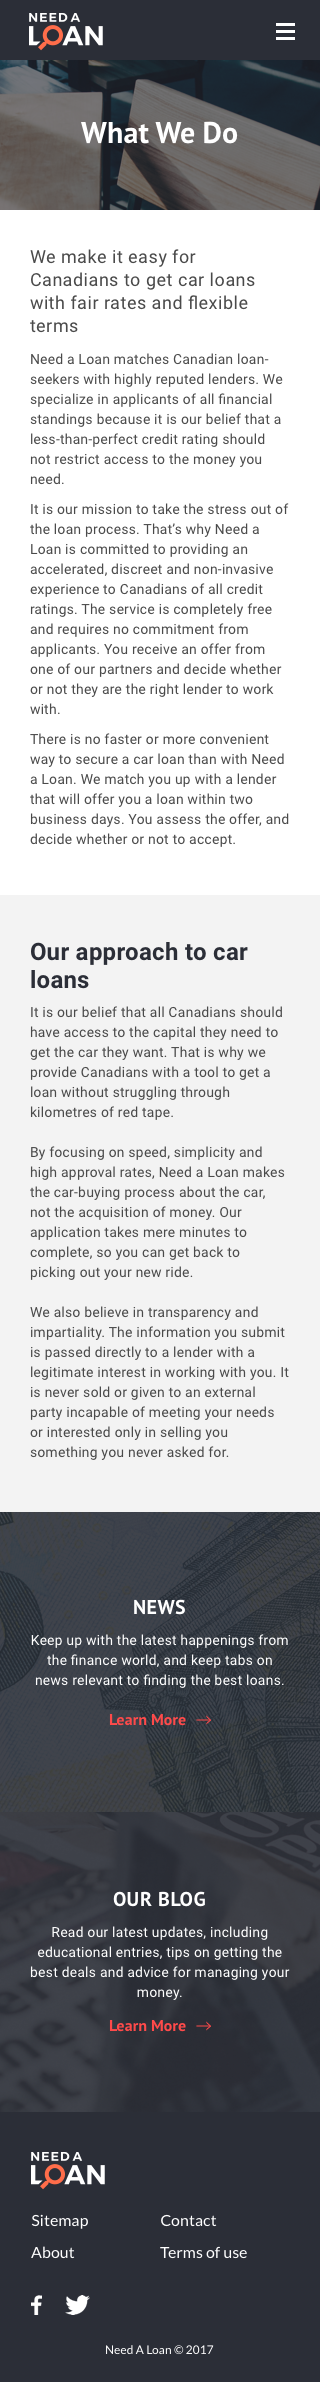 NEED A
LOAN
What We Do
We make it easy for
Canadians to get car loans
with fair rates and flexible
terms
Need a Loan matches Canadian loan-
seekers with highly reputed lenders. We
specialize in applicants of all financial
standings because it is our belief that a
less-than-perfect credit rating should
not restrict access to the money you
need.
It is our mission to take the stress out of
the loan process. That’s why Need a
Loan is committed to providing an
accelerated, discreet and non-invasive
experience to Canadians of all credit
ratings. The service is completely free
and requires no commitment from
applicants. You receive an offer from
one of our partners and decide whether
or not they are the right lender to work
with.
There is no faster or more convenient
way to secure a car loan than with Need
a Loan. We match you up with a lender
that will offer you a loan within two
business days. You assess the offer, and
decide whether or not to accept.
Our approach to car
loans
It is our belief that all Canadians should
have access to the capital they need to
get the car they want. That is why we
provide Canadians with a tool to get a
loan without struggling through
kilometres of red tape.
By focusing on speed, simplicity and
high approval rates, Need a Loan makes
the car-buying process about the car,
not the acquisition of money. Our
application takes mere minutes to
complete, so you can get back to
picking out your new ride.
We also believe in transparency and
impartiality. The information you submit
is passed directly to a lender with a
legitimate interest in working with you. It
is never sold or given to an external
party incapable of meeting your needs
or interested only in selling you
something you never asked for.
NEWS
Keep up with the latest happenings from
the finance world, and keep tabs on
news relevant to finding the best loans.
Learn More →
OUR BLOG
Read our latest updates, including
educational entries, tips on getting the
best deals and advice for managing your
money.
Learn More →
NEED A
LOAN
Sitemap Contact
About Terms of use
Need A Loan © 2017